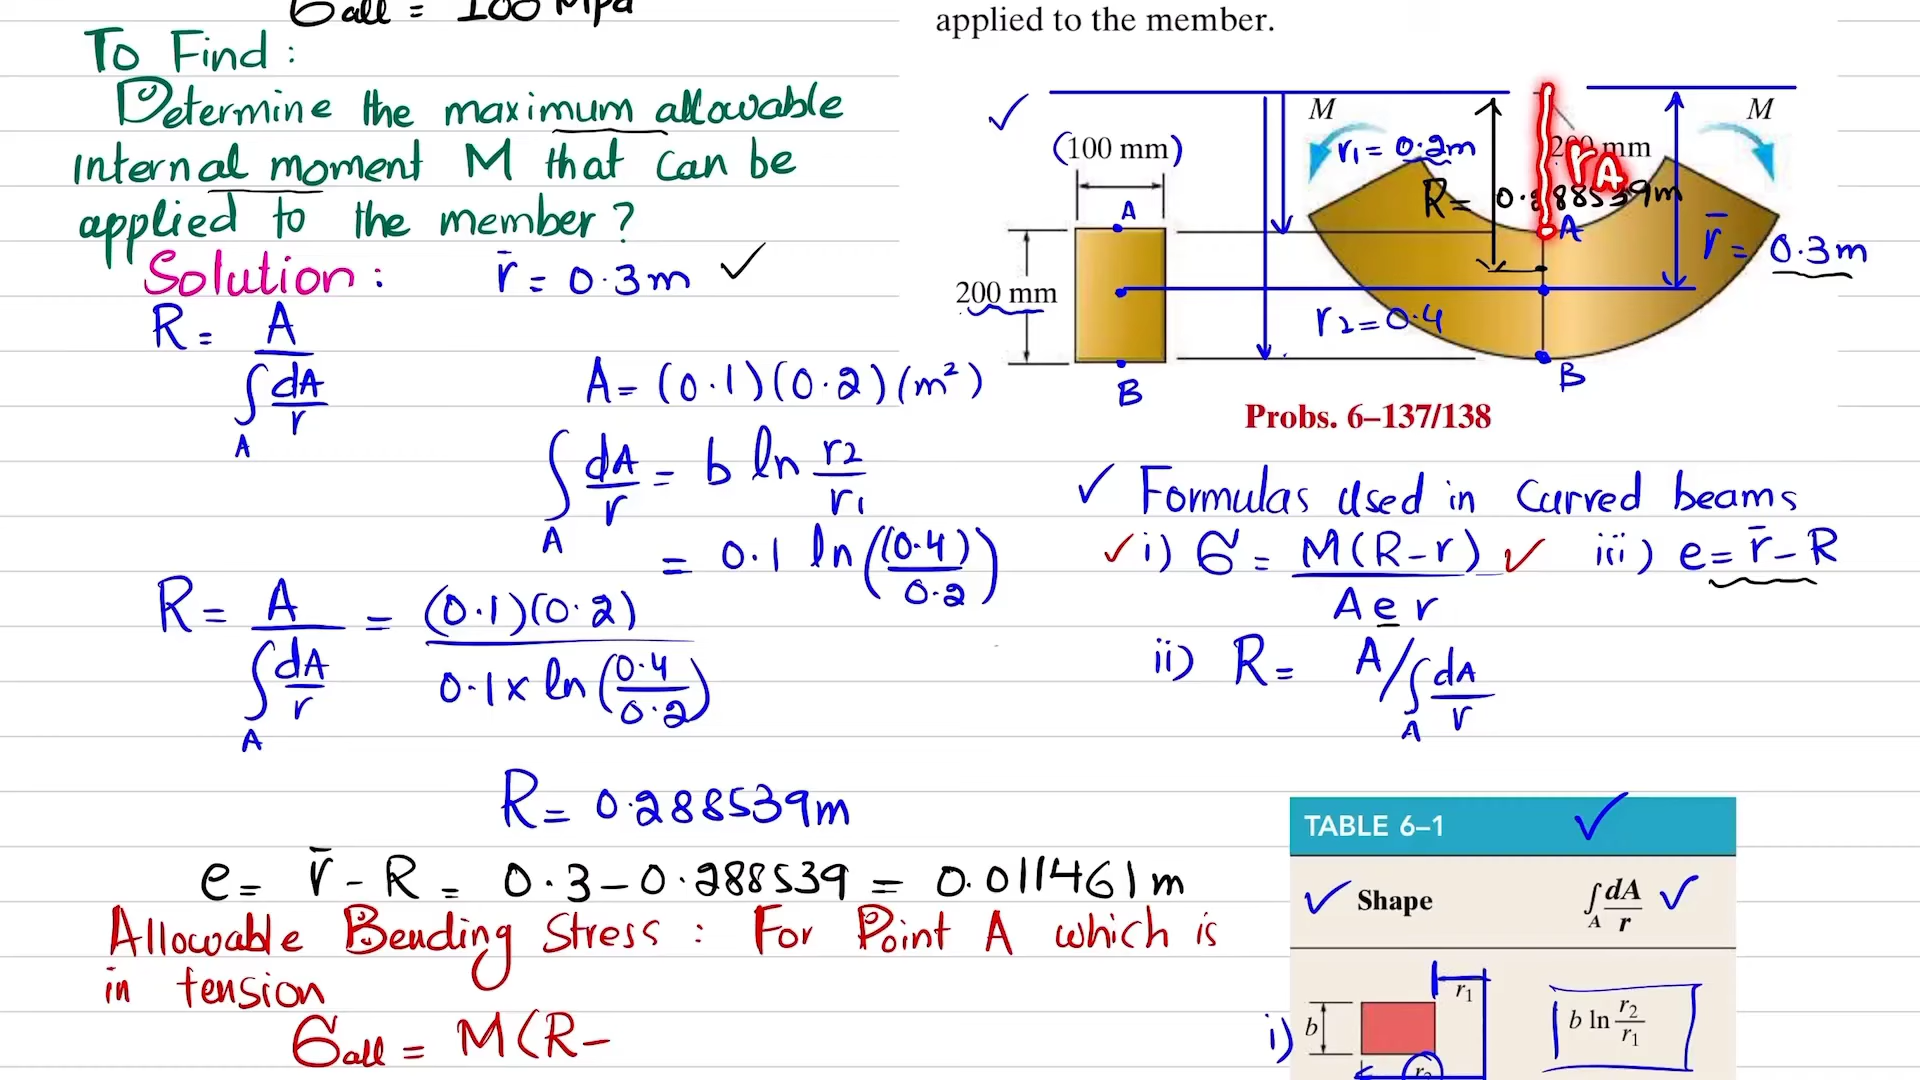 σall = 100 Mpa
To Find :
Determine the maximum allowable
internal moment M that can be
applied to the member ?
Solution : r̄ = 0.3m ✓
R = A / ∫A dA/r
A = (0.1)(0.2)(m²)
∫A dA/r = b ln r2/r1
= 0.1 ln((0.4)/0.2)
R = A / ∫A dA/r = (0.1)(0.2) / 0.1 x ln(0.4/0.2)
R = 0.288539m
e = r̄ - R = 0.3 - 0.288539 = 0.011461m
Allowable Bending Stress : For Point A which is
in tension
σall = M(R-
applied to the member.
✓
M
M
(100 mm)
r1 = 0.2m
200 mm
rA
R = 0.288539m
A
A
r̄ = 0.3m
200 mm
r2 = 0.4
B
B
Probs. 6–137/138
✓ Formulas Used in Curved beams
✓ i) σ = M(R-r) / A e r ✓ iii) e = r̄ - R
ii) R = A/∫A dA/r
TABLE 6–1 ✓
✓ Shape ∫A dA/r ✓
r1
i) b
b ln r2/r1
r2